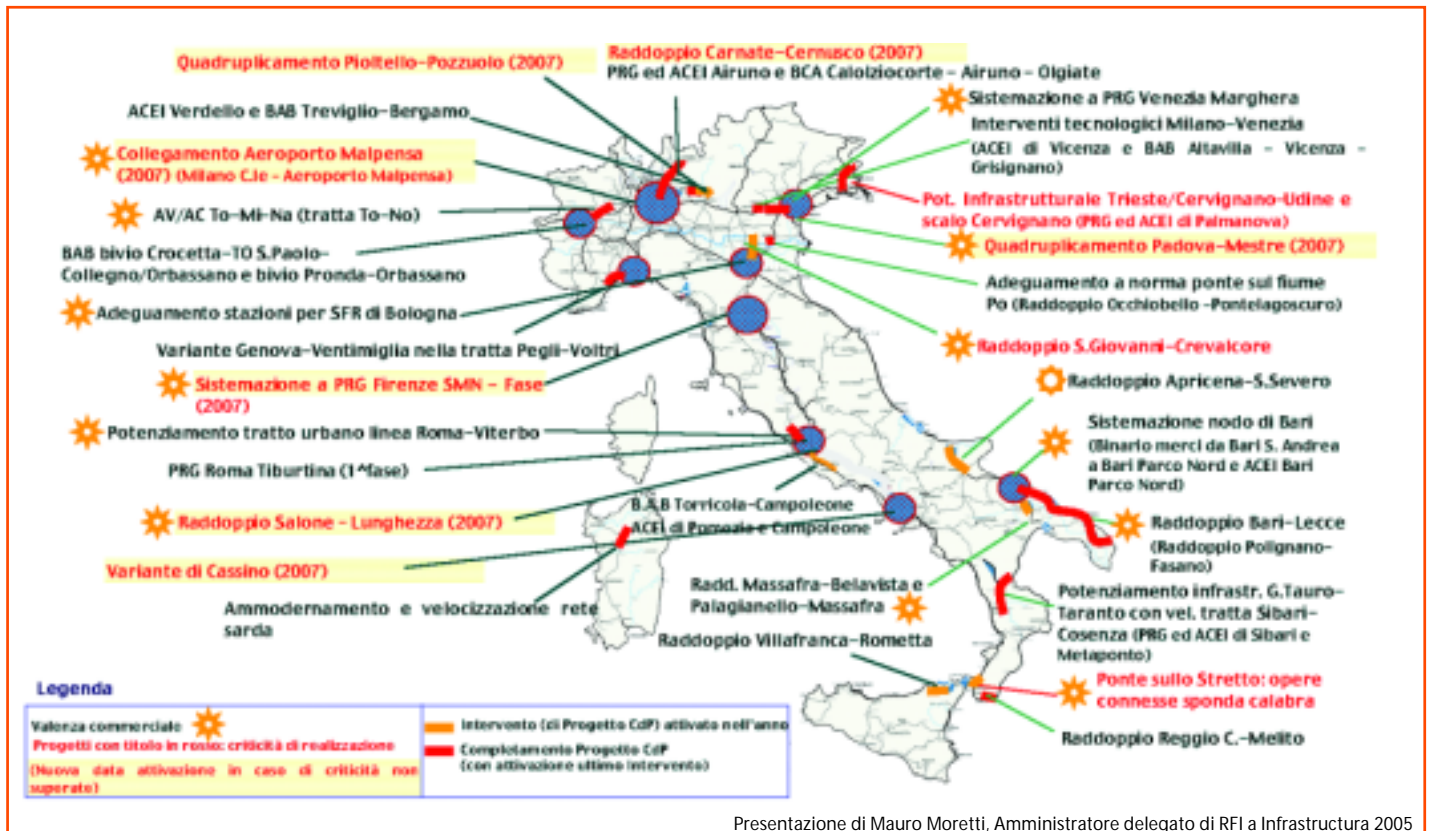 Quadruplicamento Pioltello-Pozzuolo (2007)
Raddoppio Carnate-Cernusco (2007)
PRG ed ACEI Airuno e BCA Calolziocorte - Airuno - Olgiate
ACEI Verdello e BAB Treviglio-Bergamo
Collegamento Aeroporto Malpensa
(2007) (Milano C.le - Aeroporto Malpensa)
AV/AC To-Mi-Na (tratta To-No)
BAB bivio Crocetta-TO S.Paolo-
Collegno/Orbassano e bivio Pronda-Orbassano
Adeguamento stazioni per SFR di Bologna
Variante Genova-Ventimiglia nella tratta Pegli-Voltri
Sistemazione a PRG Firenze SMN - Fase
(2007)
Potenziamento tratto urbano linea Roma-Viterbo
PRG Roma Tiburtina (1^fase)
Raddoppio Salone - Lunghezza (2007)
Variante di Cassino (2007)
Ammodernamento e velocizzazione rete
sarda
Sistemazione a PRG Venezia Marghera
Interventi tecnologici Milano-Venezia
(ACEI di Vicenza e BAB Altavilla - Vicenza -
Grisignano)
Pot. Infrastrutturale Trieste/Cervignano-Udine e
scalo Cervignano (PRG ed ACEI di Palmanova)
Quadruplicamento Padova-Mestre (2007)
Adeguamento a norma ponte sul fiume
Po (Raddoppio Occhiobello -Pontelagoscuro)
Raddoppio S.Giovanni-Crevalcore
Raddoppio Apricena-S.Severo
Sistemazione nodo di Bari
(Binario merci da Bari S. Andrea
a Bari Parco Nord e ACEI Bari
Parco Nord)
B.A.B Torricola-Campoleone
ACEI di Pomezia e Campoleone
Raddoppio Bari-Lecce
(Raddoppio Polignano-
Fasano)
Radd. Massafra-Belavista e
Palagianello-Massafra
Potenziamento infrastr. G.Tauro-
Taranto con vel. tratta Sibari-
Cosenza (PRG ed ACEI di Sibari e
Metaponto)
Raddoppio Villafranca-Rometta
Ponte sullo Stretto: opere
connesse sponda calabra
Raddoppio Reggio C.-Melito
Legenda
Valenza commerciale
Progetti con titolo in rosso: criticità di realizzazione
(Nuova data attivazione in caso di criticità non
superate)
Intervento (di Progetto CdP) attivato nell'anno
Completamento Progetto CdP
(con attivazione ultimo Intervento)
Presentazione di Mauro Moretti, Amministratore delegato di RFI a Infrastructura 2005